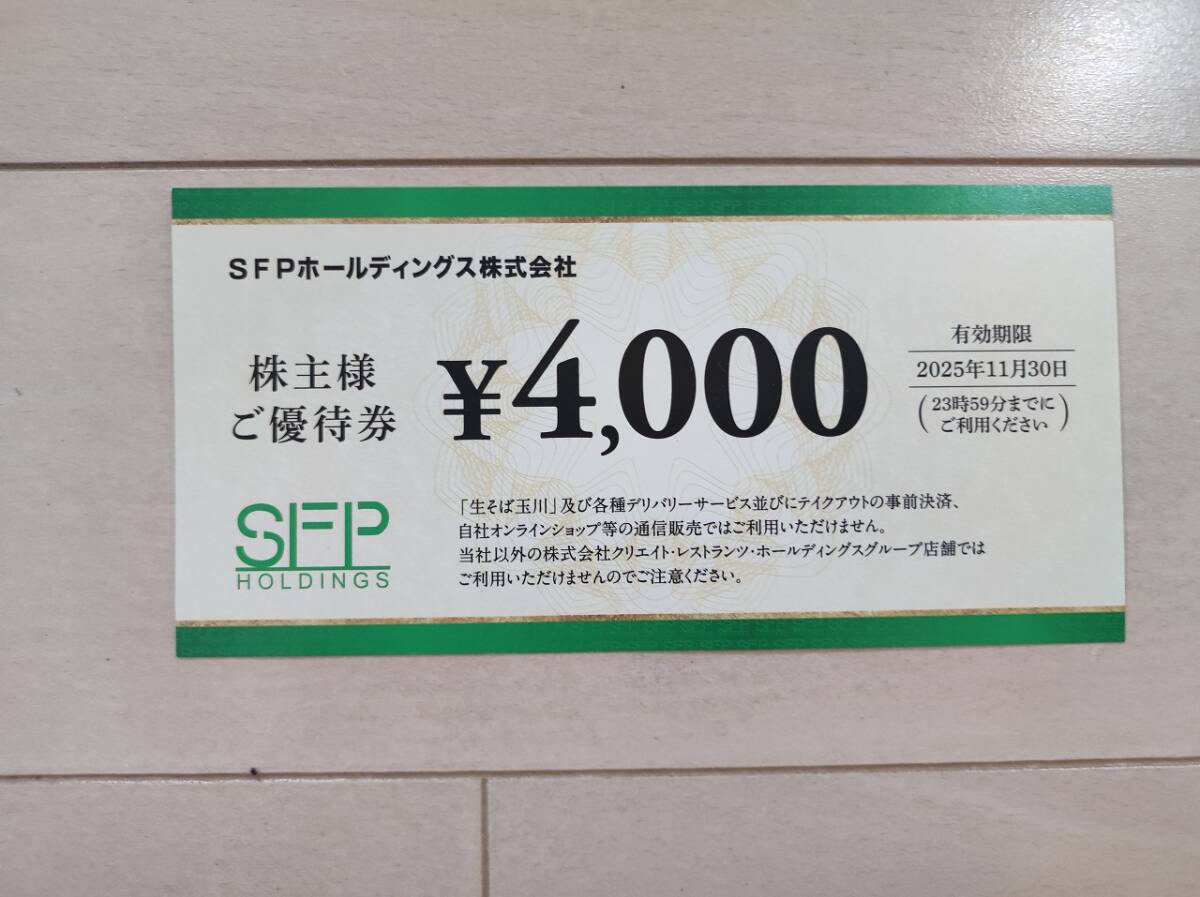 SFPホールディングス株式会社
株主様
ご優待券
¥4,000
有効期限
2025年11月30日
(23時59分までに
ご利用ください)
SFP
HOLDINGS
「生そば玉川」及び各種デリバリーサービス並びにテイクアウトの事前決済、
自社オンラインショップ等の通信販売ではご利用いただけません。
当社以外の株式会社クリエイト・レストランツ・ホールディングスグループ店舗では
ご利用いただけませんのでご注意ください。